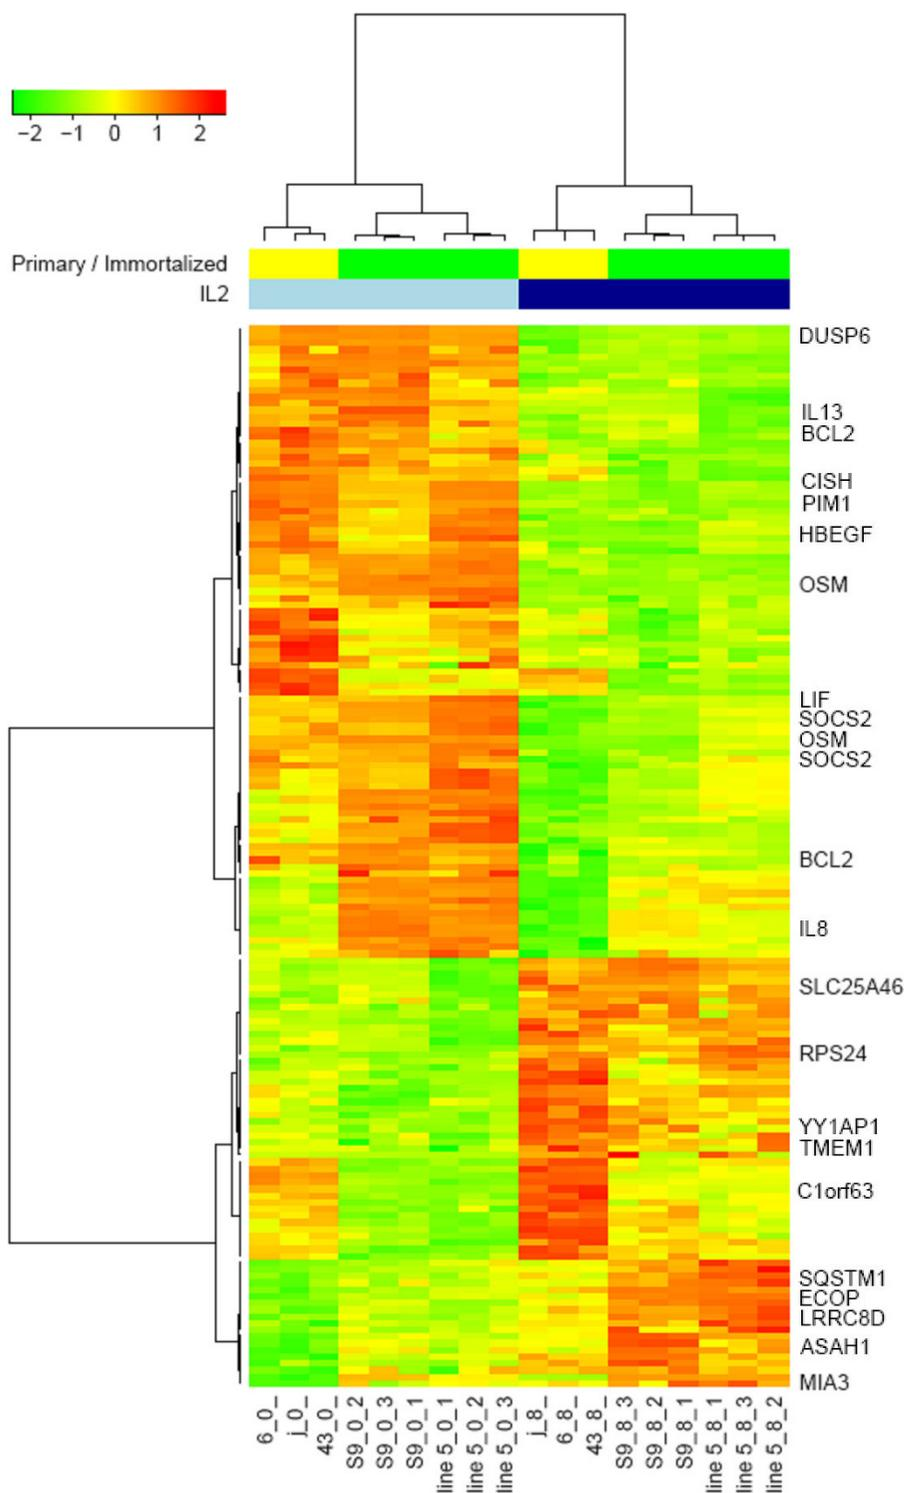 −2 −1 0 1 2
Primary / Immortalized
IL2
DUSP6
IL13
BCL2
CISH
PIM1
HBEGF
OSM
LIF
SOCS2
OSM
SOCS2
BCL2
IL8
SLC25A46
RPS24
YY1AP1
TMEM1
C1orf63
SQSTM1
ECOP
LRRC8D
ASAH1
MIA3
6_0_
j_0_
43_0_
S9_0_2
S9_0_3
S9_0_1
line 5_0_1
line 5_0_2
line 5_0_3
j_8_
6_8_
43_8_
S9_8_3
S9_8_2
S9_8_1
line 5_8_1
line 5_8_3
line 5_8_2